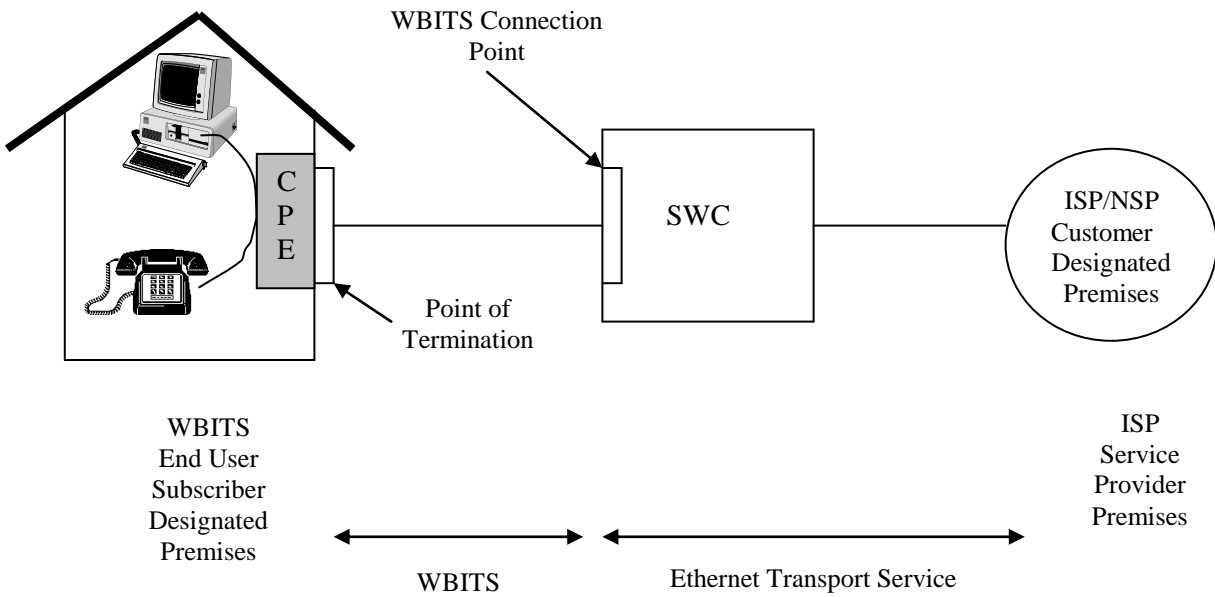 WBITS Connection
Point
C
P
E
SWC
ISP/NSP
Customer
Designated
Premises
Point of
Termination
WBITS
End User
Subscriber
Designated
Premises
ISP
Service
Provider
Premises
WBITS
Ethernet Transport Service